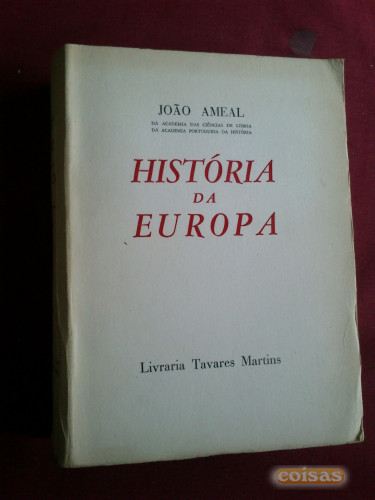 JOÃO AMEAL
DA ACADEMIA DAS CIÊNCIAS DE LISBOA
DA ACADEMIA PORTUGUESA DA HISTÓRIA
HISTÓRIA
DA
EUROPA
Livraria Tavares Martins
coisas